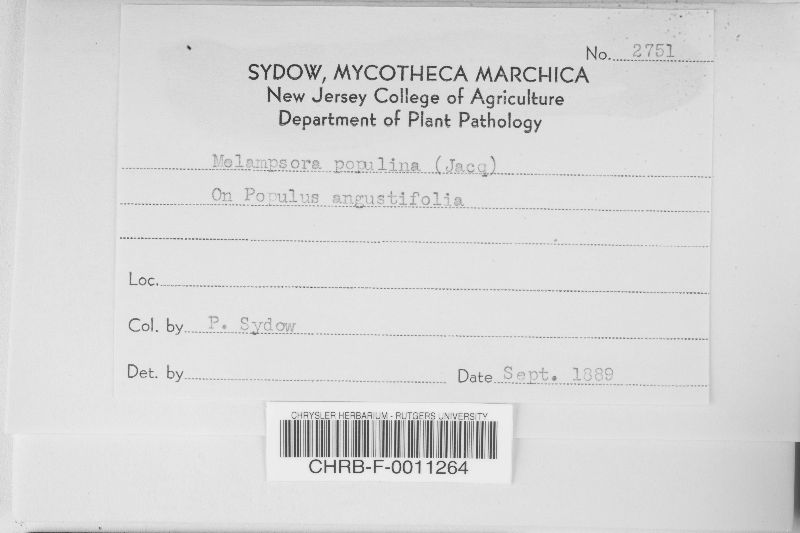 No. 2751
SYDOW, MYCOTHECA MARCHICA
New Jersey College of Agriculture
Department of Plant Pathology
Melampsora populina (Jacq)
On Populus angustifolia
Loc.
Col. by P. Sydow
Det. by Date Sept. 1889
CHRYSLER HERBARIUM - RUTGERS UNIVERSITY
CHRB-F-0011264